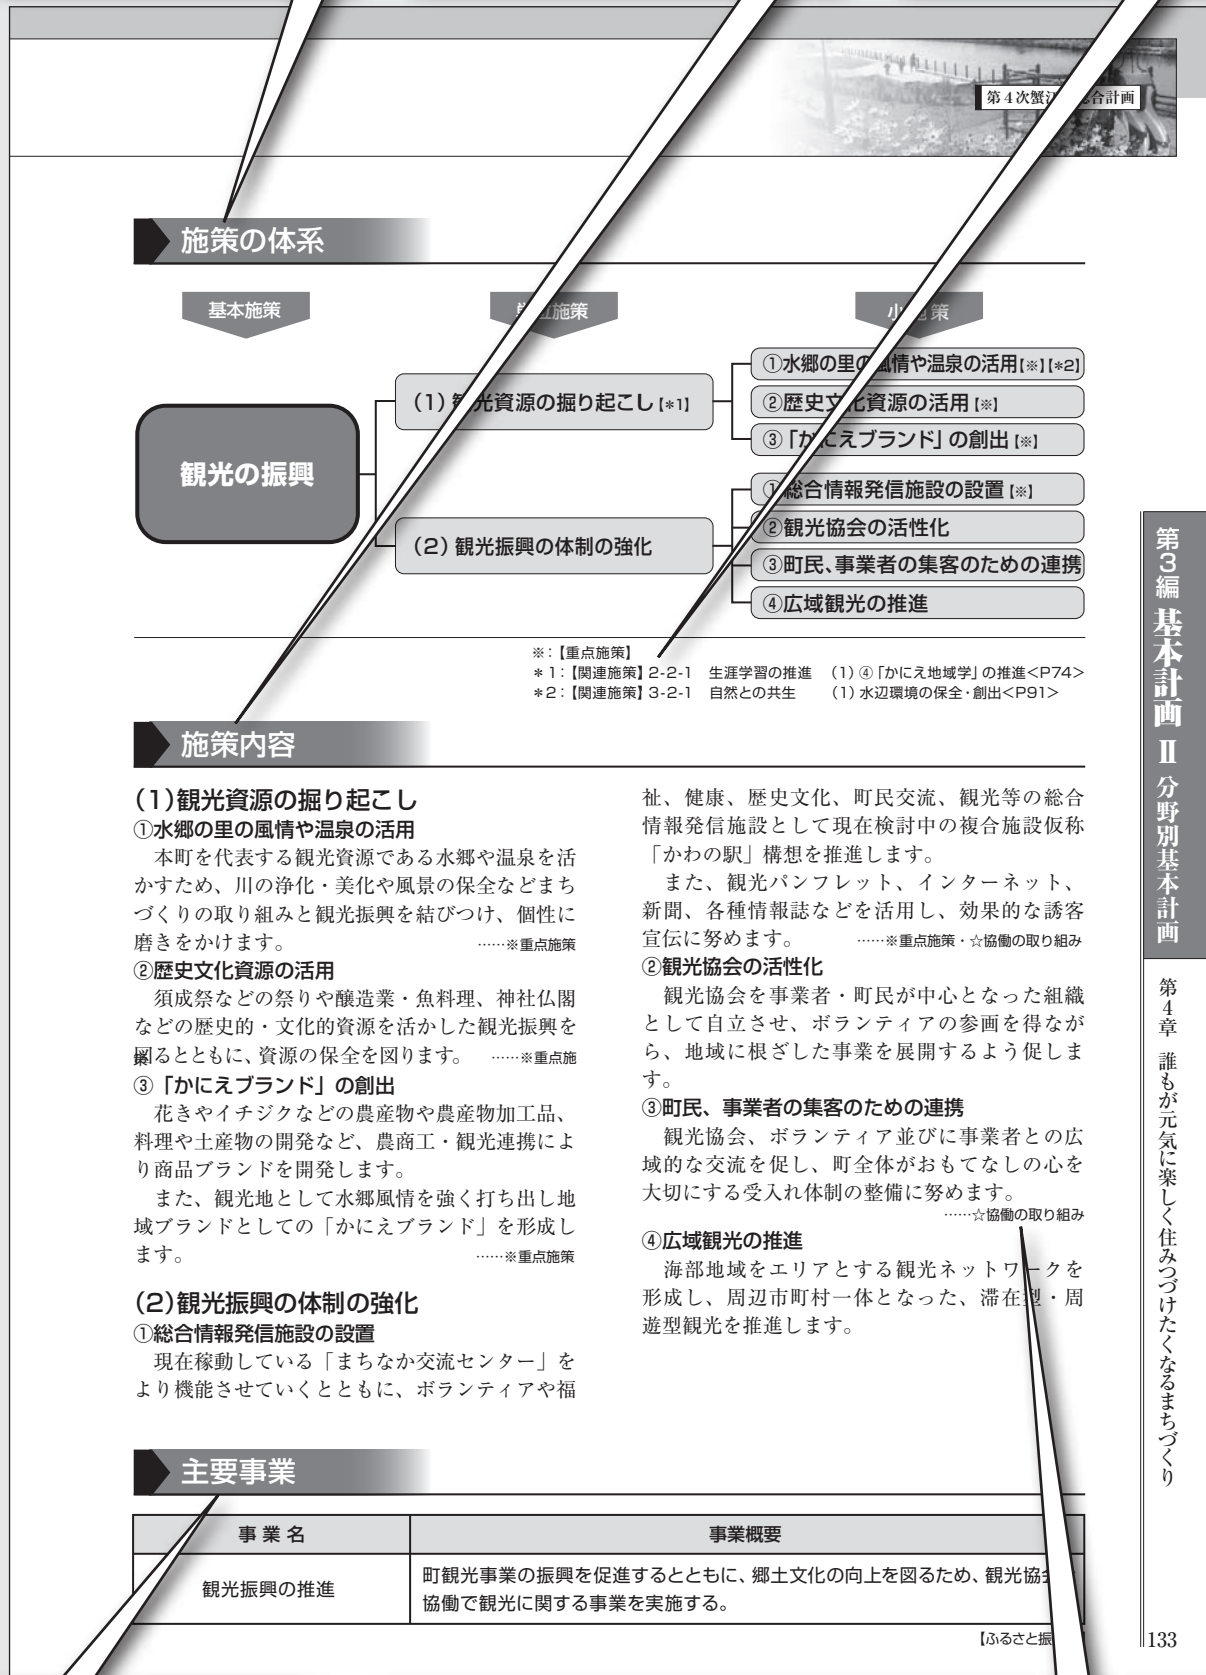 第4次蟹江 総合計画
施策の体系
基本施策
単位施策
小施策
観光の振興
(1) 観光資源の掘り起こし【*1】
①水郷の里の風情や温泉の活用【※】【*2】
②歴史文化資源の活用【※】
③「かにえブランド」の創出【※】
(2) 観光振興の体制の強化
①総合情報発信施設の設置【※】
②観光協会の活性化
③町民、事業者の集客のための連携
④広域観光の推進
※:【重点施策】
*1:【関連施策】2-2-1 生涯学習の推進 (1) ④「かにえ地域学」の推進<P74>
*2:【関連施策】3-2-1 自然との共生 (1) 水辺環境の保全・創出<P91>
施策内容
(1)観光資源の掘り起こし
①水郷の里の風情や温泉の活用
本町を代表する観光資源である水郷や温泉を活
かすため、川の浄化・美化や風景の保全などまち
づくりの取り組みと観光振興を結びつけ、個性に
磨きをかけます。 ……※重点施策
②歴史文化資源の活用
須成祭などの祭りや醸造業・魚料理、神社仏閣
などの歴史的・文化的資源を活かした観光振興を
図るとともに、資源の保全を図ります。 ……※重点施
策
③「かにえブランド」の創出
花きやイチジクなどの農産物や農産物加工品、
料理や土産物の開発など、農商工・観光連携によ
り商品ブランドを開発します。
また、観光地として水郷風情を強く打ち出し地
域ブランドとしての「かにえブランド」を形成し
ます。 ……※重点施策
(2)観光振興の体制の強化
①総合情報発信施設の設置
現在稼動している「まちなか交流センター」を
より機能させていくとともに、ボランティアや福
祉、健康、歴史文化、町民交流、観光等の総合
情報発信施設として現在検討中の複合施設仮称
「かわの駅」構想を推進します。
また、観光パンフレット、インターネット、
新聞、各種情報誌などを活用し、効果的な誘客
宣伝に努めます。 ……※重点施策・☆協働の取り組み
②観光協会の活性化
観光協会を事業者・町民が中心となった組織
として自立させ、ボランティアの参画を得なが
ら、地域に根ざした事業を展開するよう促しま
す。
③町民、事業者の集客のための連携
観光協会、ボランティア並びに事業者との広
域的な交流を促し、町全体がおもてなしの心を
大切にする受入れ体制の整備に努めます。
……☆協働の取り組み
④広域観光の推進
海部地域をエリアとする観光ネットワークを
形成し、周辺市町村一体となった、滞在型・周
遊型観光を推進します。
主要事業
事 業 名 事業概要
観光振興の推進
町観光事業の振興を促進するとともに、郷土文化の向上を図るため、観光協会
協働で観光に関する事業を実施する。
【ふるさと振
第3編 基本計画 Ⅱ 分野別基本計画
第4章 誰もが元気に楽しく住みつづけたくなるまちづくり
133